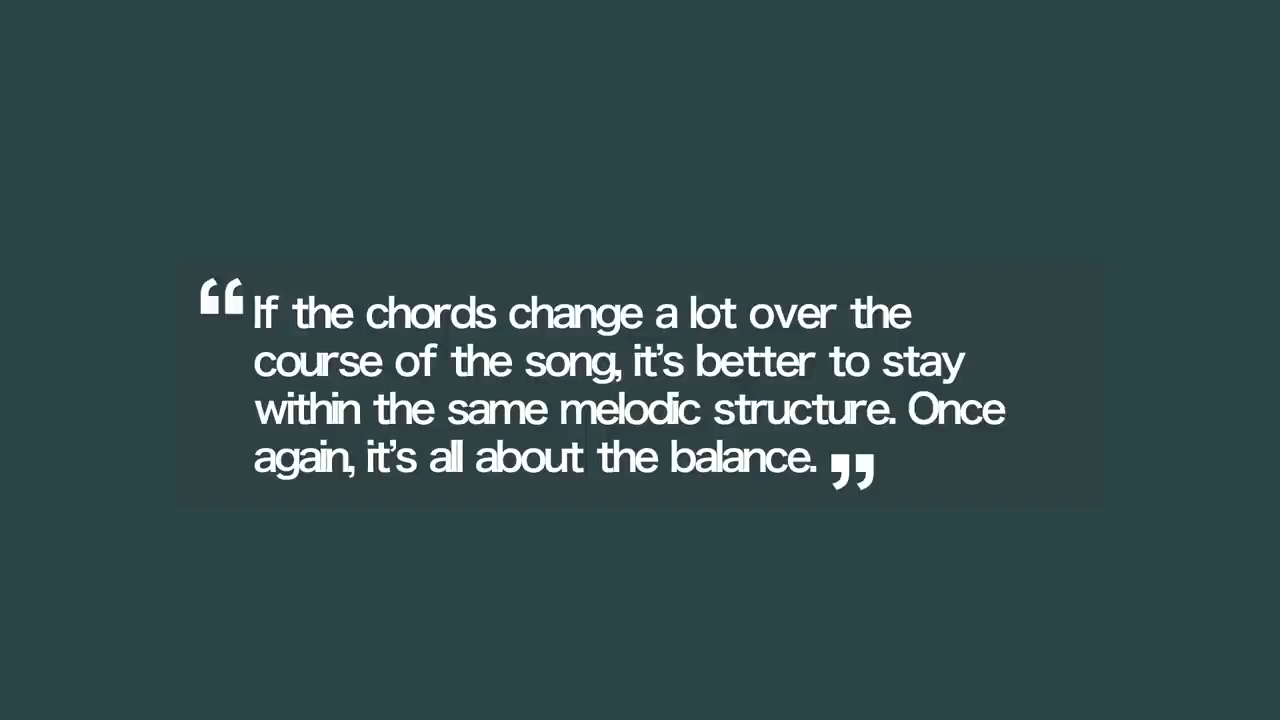 “If the chords change a lot over the
course of the song, it’s better to stay
within the same melodic structure. Once
again, it’s all about the balance.”